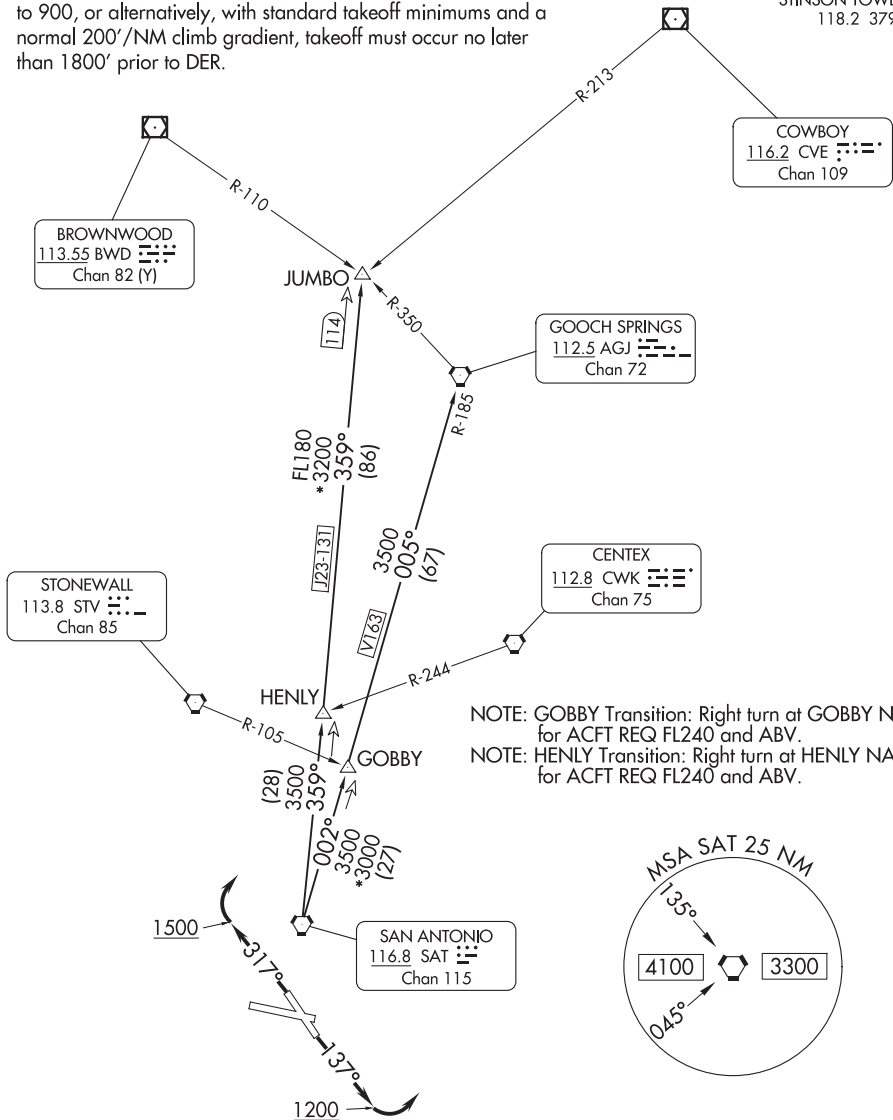 to 900, or alternatively, with standard takeoff minimums and a
normal 200'/NM climb gradient, takeoff must occur no later
than 1800' prior to DER.
118.2 379
COWBOY
116.2 CVE
Chan 109
R-213
R-110
BROWNWOOD
113.55 BWD
Chan 82 (Y)
JUMBO
114
R-350
GOOCH SPRINGS
112.5 AGJ
Chan 72
R-185
FL180
*3200
359°
(86)
J23-131
3500
005°
(67)
V163
CENTEX
112.8 CWK
Chan 75
STONEWALL
113.8 STV
Chan 85
R-244
HENLY
R-105
GOBBY
NOTE: GOBBY Transition: Right turn at GOBBY N
for ACFT REQ FL240 and ABV.
NOTE: HENLY Transition: Right turn at HENLY NA
for ACFT REQ FL240 and ABV.
(28)
3500
359°
002°
3500
*3000
(27)
SAN ANTONIO
116.8 SAT
Chan 115
1500
317°
137°
1200
MSA SAT 25 NM
135°
4100
3300
045°